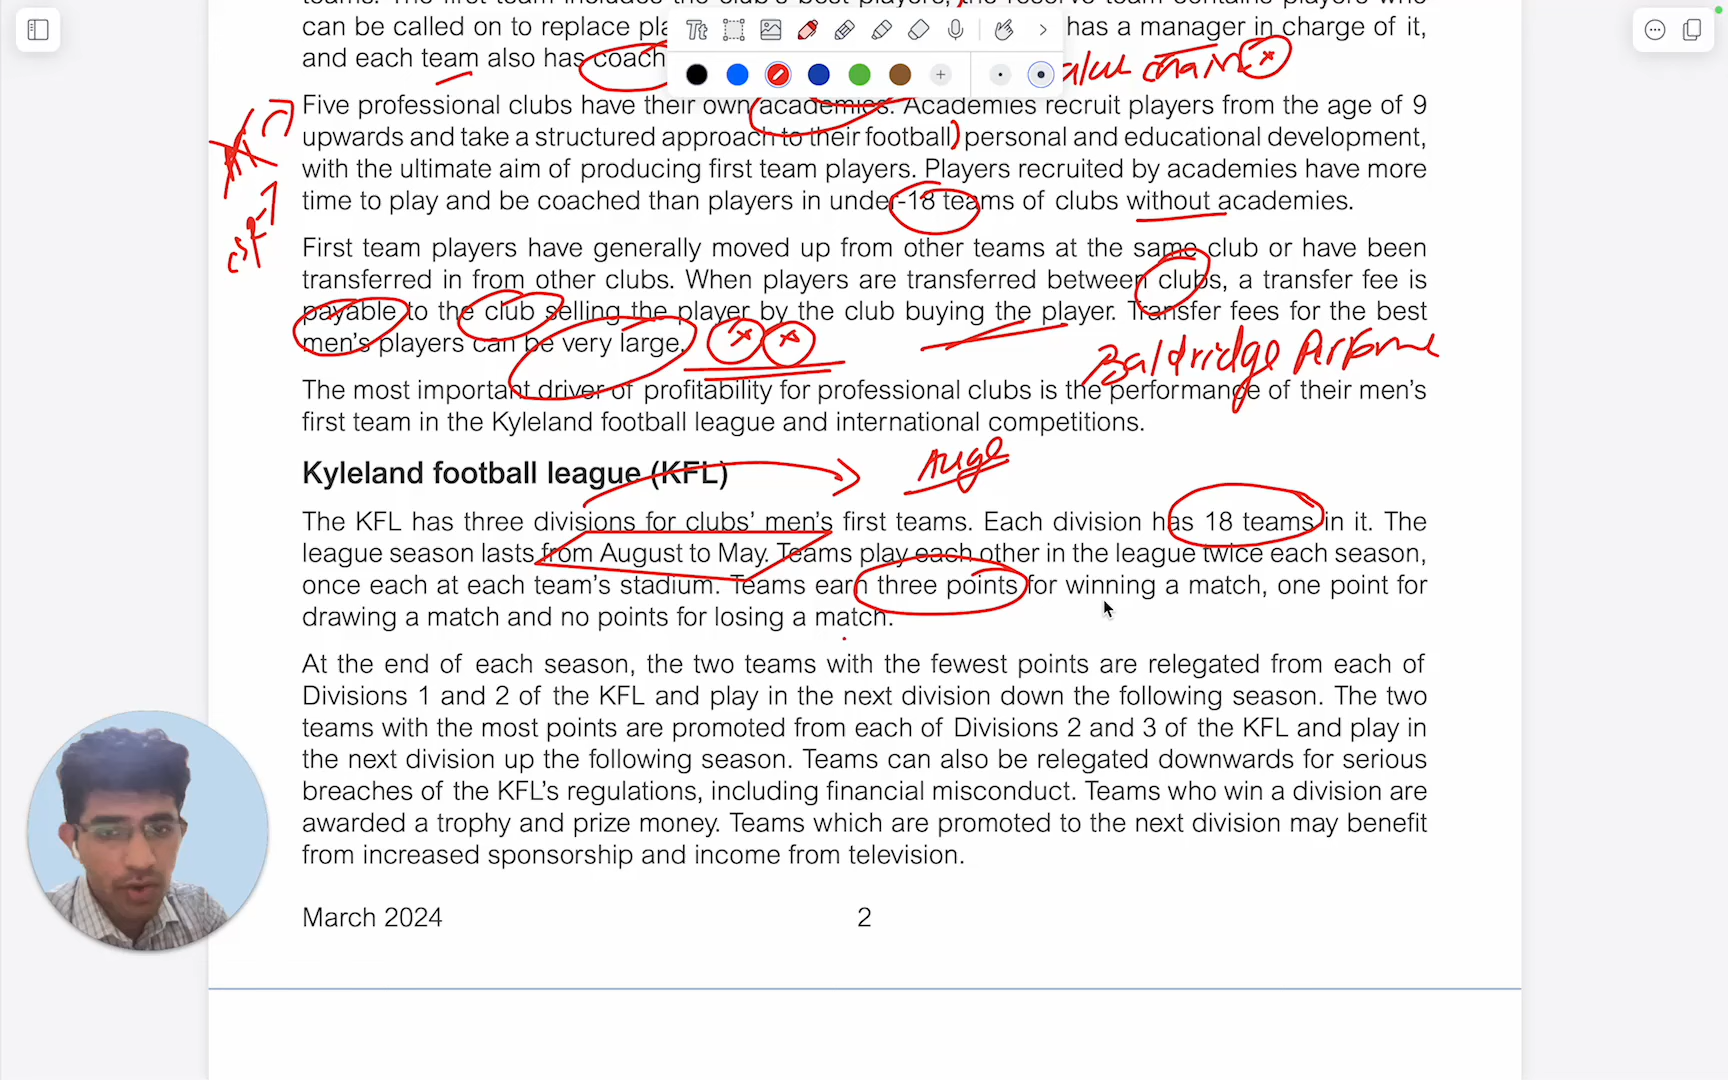 teams. The first team includes the club's best players, the reserve team contains players who
can be called on to replace pla
has a manager in charge of it,
and each team also has coach
chain
Five professional clubs have their own academies. Academies recruit players from the age of 9
upwards and take a structured approach to their football, personal and educational development,
with the ultimate aim of producing first team players. Players recruited by academies have more
time to play and be coached than players in under-18 teams of clubs without academies.
CSF
First team players have generally moved up from other teams at the same club or have been
transferred in from other clubs. When players are transferred between clubs, a transfer fee is
payable to the club selling the player by the club buying the player. Transfer fees for the best
men's players can be very large.
Baldridge
The most important driver of profitability for professional clubs is the performance of their men's
first team in the Kyleland football league and international competitions.
Kyleland football league (KFL)
The KFL has three divisions for clubs' men's first teams. Each division has 18 teams in it. The
league season lasts from August to May. Teams play each other in the league twice each season,
once each at each team's stadium. Teams earn three points for winning a match, one point for
drawing a match and no points for losing a match.
At the end of each season, the two teams with the fewest points are relegated from each of
Divisions 1 and 2 of the KFL and play in the next division down the following season. The two
teams with the most points are promoted from each of Divisions 2 and 3 of the KFL and play in
the next division up the following season. Teams can also be relegated downwards for serious
breaches of the KFL's regulations, including financial misconduct. Teams who win a division are
awarded a trophy and prize money. Teams which are promoted to the next division may benefit
from increased sponsorship and income from television.
March 2024
2